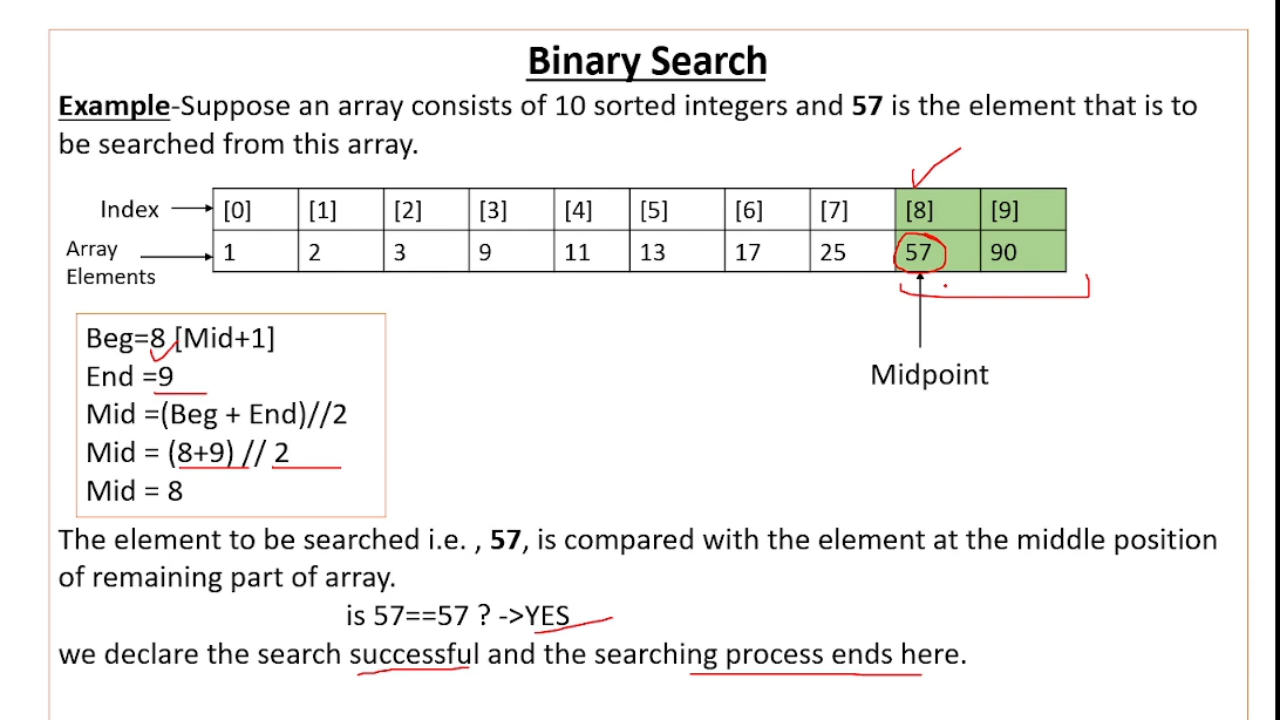 Binary Search
Example-Suppose an array consists of 10 sorted integers and 57 is the element that is to
be searched from this array.
Index [0] [1] [2] [3] [4] [5] [6] [7] [8] [9]
Array
Elements
1 2 3 9 11 13 17 25 57 90
Midpoint
Beg=8 [Mid+1]
End =9
Mid =(Beg + End)//2
Mid = (8+9) // 2
Mid = 8
The element to be searched i.e. , 57, is compared with the element at the middle position
of remaining part of array.
is 57==57 ? ->YES
we declare the search successful and the searching process ends here.